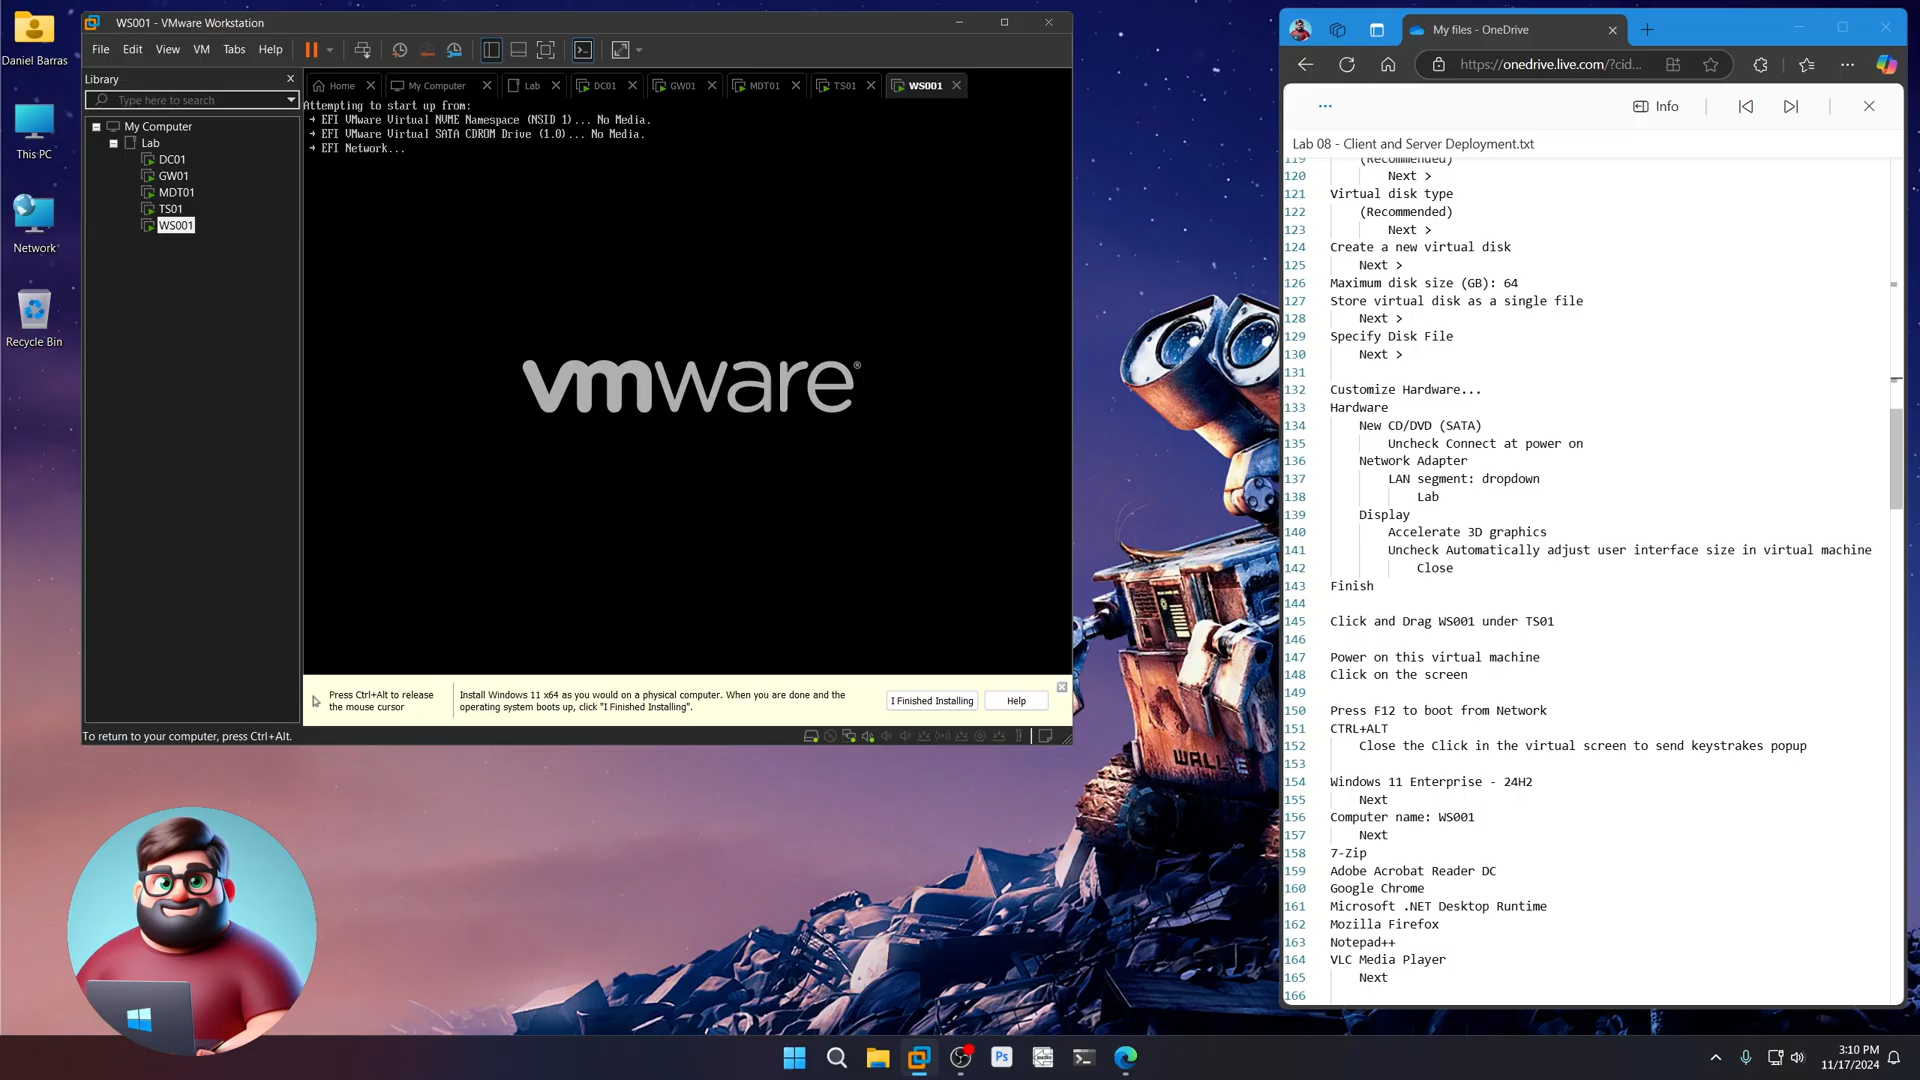 Daniel Barras
This PC
Network
Recycle Bin
WS001 - VMware Workstation
File Edit View VM Tabs Help
Library
Type here to search
My Computer
Lab
DC01
GW01
MDT01
TS01
WS001
Home
My Computer
Lab
DC01
GW01
MDT01
TS01
WS001
Attempting to start up from:
→ EFI VMware Virtual NVME Namespace (NSID 1)... No Media.
→ EFI VMware Virtual SATA CDROM Drive (1.0)... No Media.
→ EFI Network...
vmware®
Press Ctrl+Alt to release
the mouse cursor
Install Windows 11 x64 as you would on a physical computer. When you are done and the
operating system boots up, click "I Finished Installing".
I Finished Installing
Help
To return to your computer, press Ctrl+Alt.
WALL
My files - OneDrive
https://onedrive.live.com/?cid...
Info
Lab 08 - Client and Server Deployment.txt
119 (Recommended)
120 Next >
121 Virtual disk type
122 (Recommended)
123 Next >
124 Create a new virtual disk
125 Next >
126 Maximum disk size (GB): 64
127 Store virtual disk as a single file
128 Next >
129 Specify Disk File
130 Next >
131
132 Customize Hardware...
133 Hardware
134 New CD/DVD (SATA)
135 Uncheck Connect at power on
136 Network Adapter
137 LAN segment: dropdown
138 Lab
139 Display
140 Accelerate 3D graphics
141 Uncheck Automatically adjust user interface size in virtual machine
142 Close
143 Finish
144
145 Click and Drag WS001 under TS01
146
147 Power on this virtual machine
148 Click on the screen
149
150 Press F12 to boot from Network
151 CTRL+ALT
152 Close the Click in the virtual screen to send keystrakes popup
153
154 Windows 11 Enterprise - 24H2
155 Next
156 Computer name: WS001
157 Next
158 7-Zip
159 Adobe Acrobat Reader DC
160 Google Chrome
161 Microsoft .NET Desktop Runtime
162 Mozilla Firefox
163 Notepad++
164 VLC Media Player
165 Next
166
Ps
3:10 PM
11/17/2024